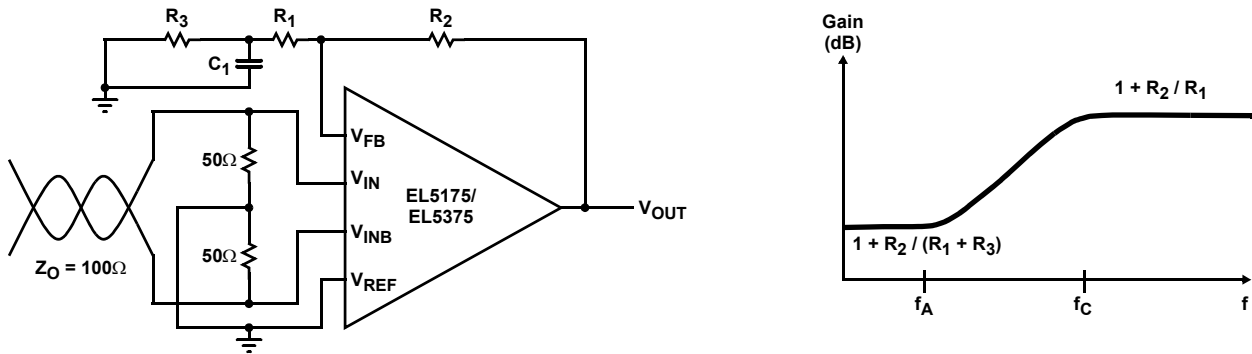 R3
R1
R2
C1
VFB
50Ω
VIN
EL5175/
EL5375
VOUT
VINB
50Ω
ZO = 100Ω
VREF
Gain
(dB)
1 + R2 / R1
1 + R2 / (R1 + R3)
fA
fC
f